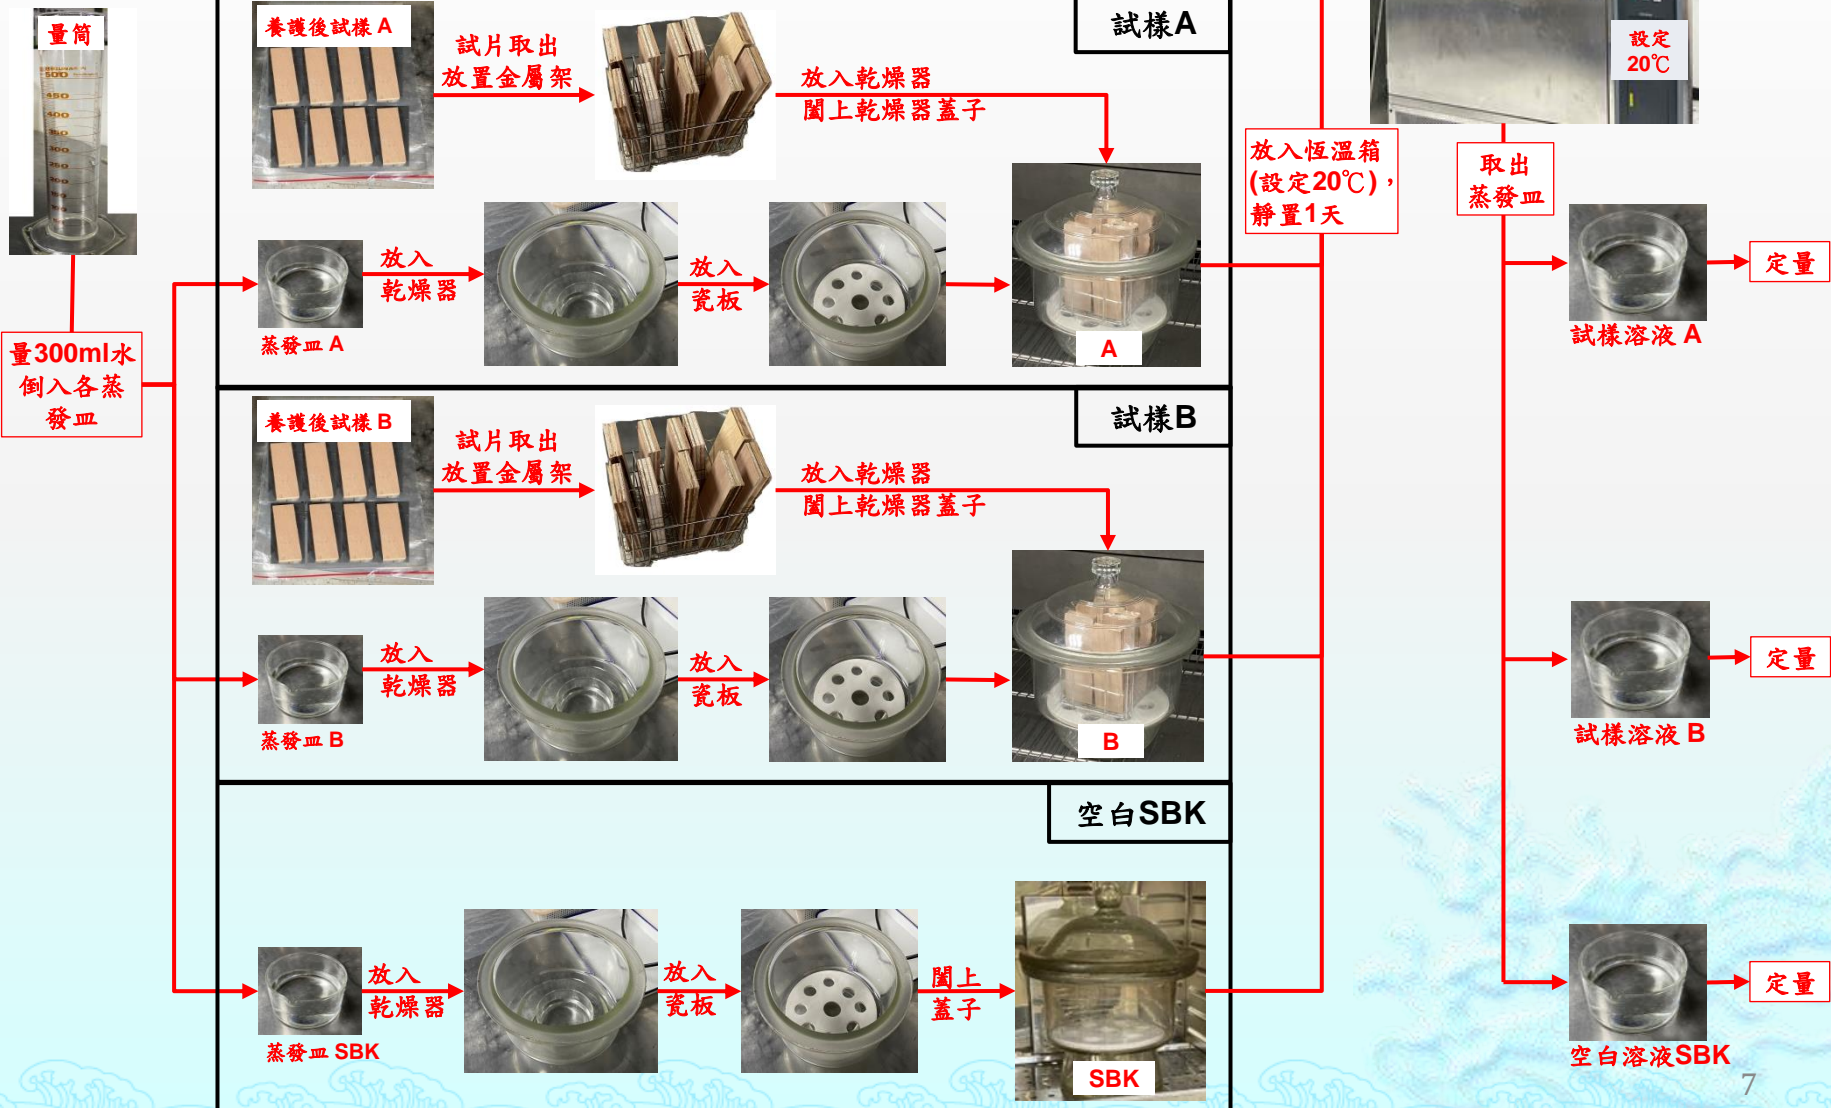 量筒
500
450
400
350
300
250
200
量300ml水
倒入各蒸
發皿
試樣A
養護後試樣 A
試片取出
放置金屬架
放入乾燥器
闔上乾燥器蓋子
蒸發皿 A
放入
乾燥器
放入
瓷板
A
試樣B
養護後試樣 B
試片取出
放置金屬架
放入乾燥器
闔上乾燥器蓋子
蒸發皿 B
放入
乾燥器
放入
瓷板
B
空白SBK
蒸發皿 SBK
放入
乾燥器
放入
瓷板
闔上
蓋子
SBK
放入恆溫箱
(設定20℃)，
靜置1天
設定
20℃
取出
蒸發皿
試樣溶液 A
定量
試樣溶液 B
定量
空白溶液SBK
定量
7